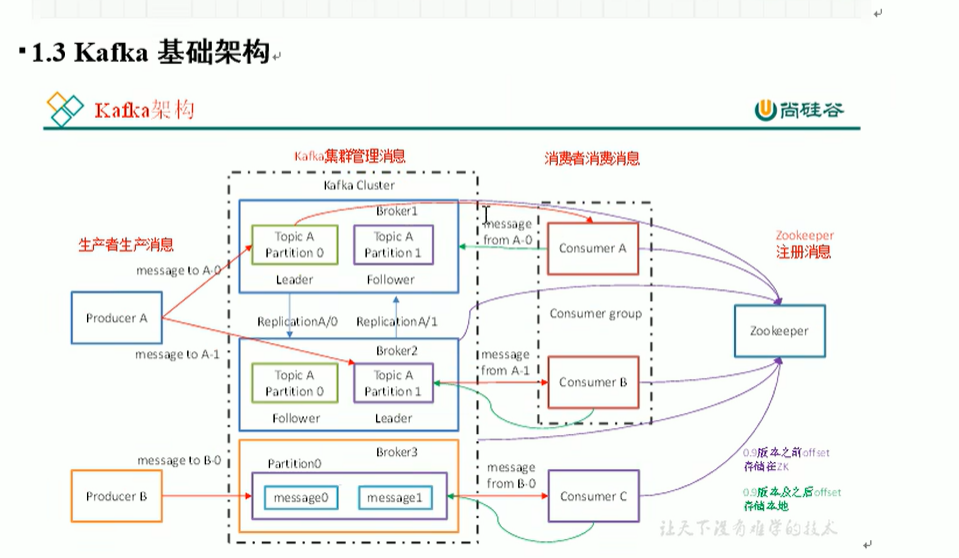 1.3 Kafka 基础架构
Kafka架构
尚硅谷
Kafka集群管理消息
消费者消费消息
Kafka Cluster
Broker1
生产者生产消息
Topic A
Partition 0
Topic A
Partition 1
message
from A-0
Consumer A
Zookeeper
注册消息
message to A-0
Leader
Follower
Producer A
ReplicationA/0
ReplicationA/1
Consumer group
Zookeeper
message to A-1
Broker2
message
from A-1
Topic A
Partition 0
Topic A
Partition 1
Consumer B
Follower
Leader
message to B-0
Partition0
Broker3
message
from B-0
0.9版本之前offset
存储在ZK
Producer B
message0
message1
Consumer C
0.9版本及之后offset
存储本地
让天下没有难学的技术